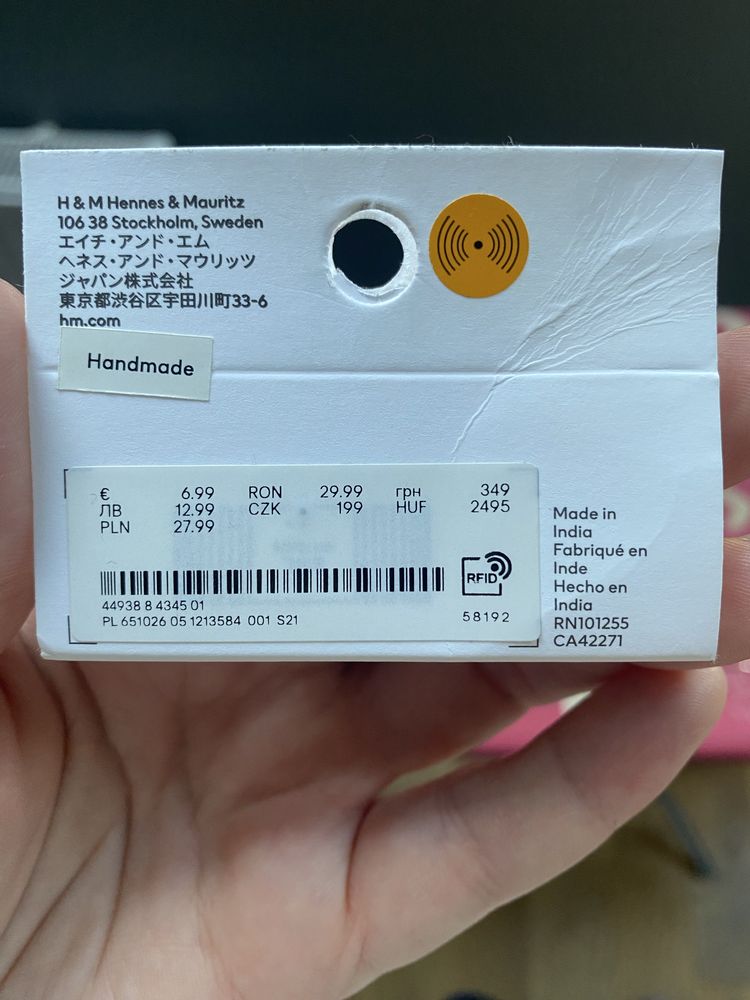 H & M Hennes & Mauritz
106 38 Stockholm, Sweden
エイチ・アンド・エム
ヘネス・アンド・マウリッツ
ジャパン株式会社
東京都渋谷区宇田川町33-6
hm.com
Handmade
€ 6.99 RON 29.99 грн 349
ЛВ 12.99 CZK 199 HUF 2495
PLN 27.99
RFID
44938 8 4345 01
PL 651026 05 1213584 001 S21
58192
Made in
India
Fabriqué en
Inde
Hecho en
India
RN101255
CA42271